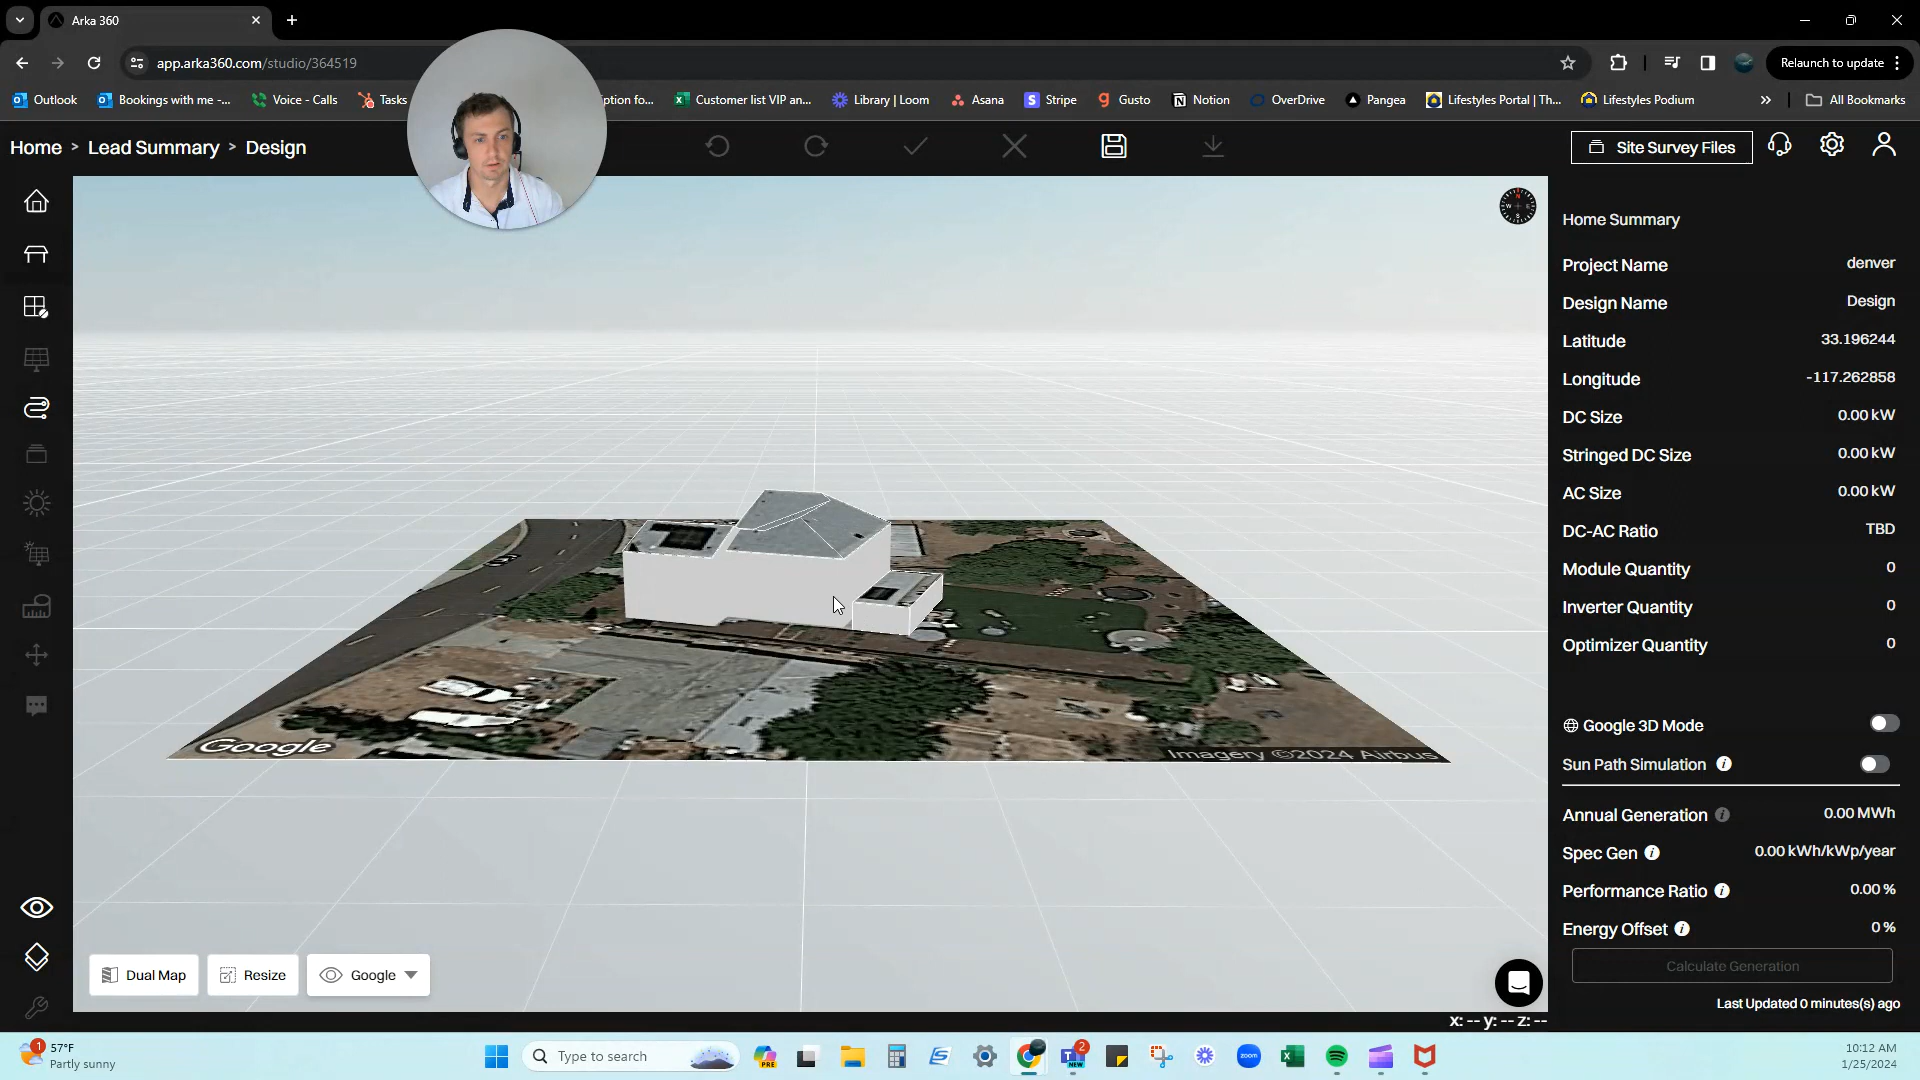 Arka 360
app.arka360.com/studio/364519
Relaunch to update
Outlook
Bookings with me -...
Voice - Calls
Tasks
ption fo...
Customer list VIP an...
Library | Loom
Asana
Stripe
Gusto
Notion
OverDrive
Pangea
Lifestyles Portal | Th...
Lifestyles Podium
All Bookmarks
Home > Lead Summary > Design
Site Survey Files
N
W E
S
Home Summary
Project Name denver
Design Name Design
Latitude 33.196244
Longitude -117.262858
DC Size 0.00 kW
Stringed DC Size 0.00 kW
AC Size 0.00 kW
DC-AC Ratio TBD
Module Quantity 0
Inverter Quantity 0
Optimizer Quantity 0
Google 3D Mode
Sun Path Simulation
Annual Generation 0.00 MWh
Spec Gen 0.00 kWh/kWp/year
Performance Ratio 0.00 %
Energy Offset 0 %
Calculate Generation
Last Updated 0 minutes(s) ago
Google
Imagery ©2024 Airbus
Dual Map
Resize
Google
x: -- y: -- z: --
1
57°F
Partly sunny
Type to search
PRE
2
NEW
zoom
10:12 AM
1/25/2024